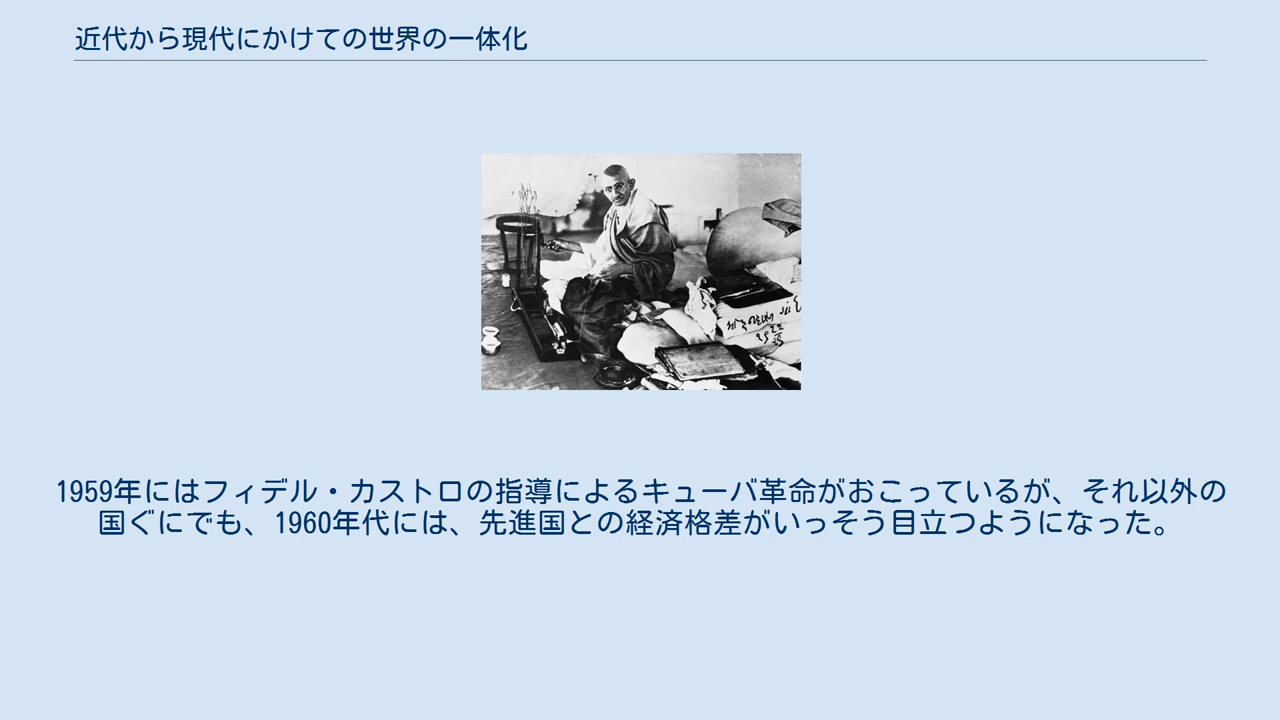 近代から現代にかけての世界の一体化
1959年にはフィデル・カストロの指導によるキューバ革命がおこっているが、それ以外の
国ぐにでも、1960年代には、先進国との経済格差がいっそう目立つようになった。